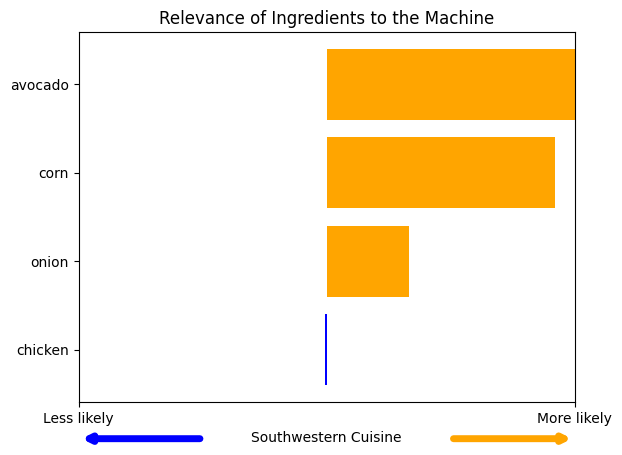 Relevance of Ingredients to the Machine
avocado
corn
onion
chicken
Less likely
More likely
Southwestern Cuisine